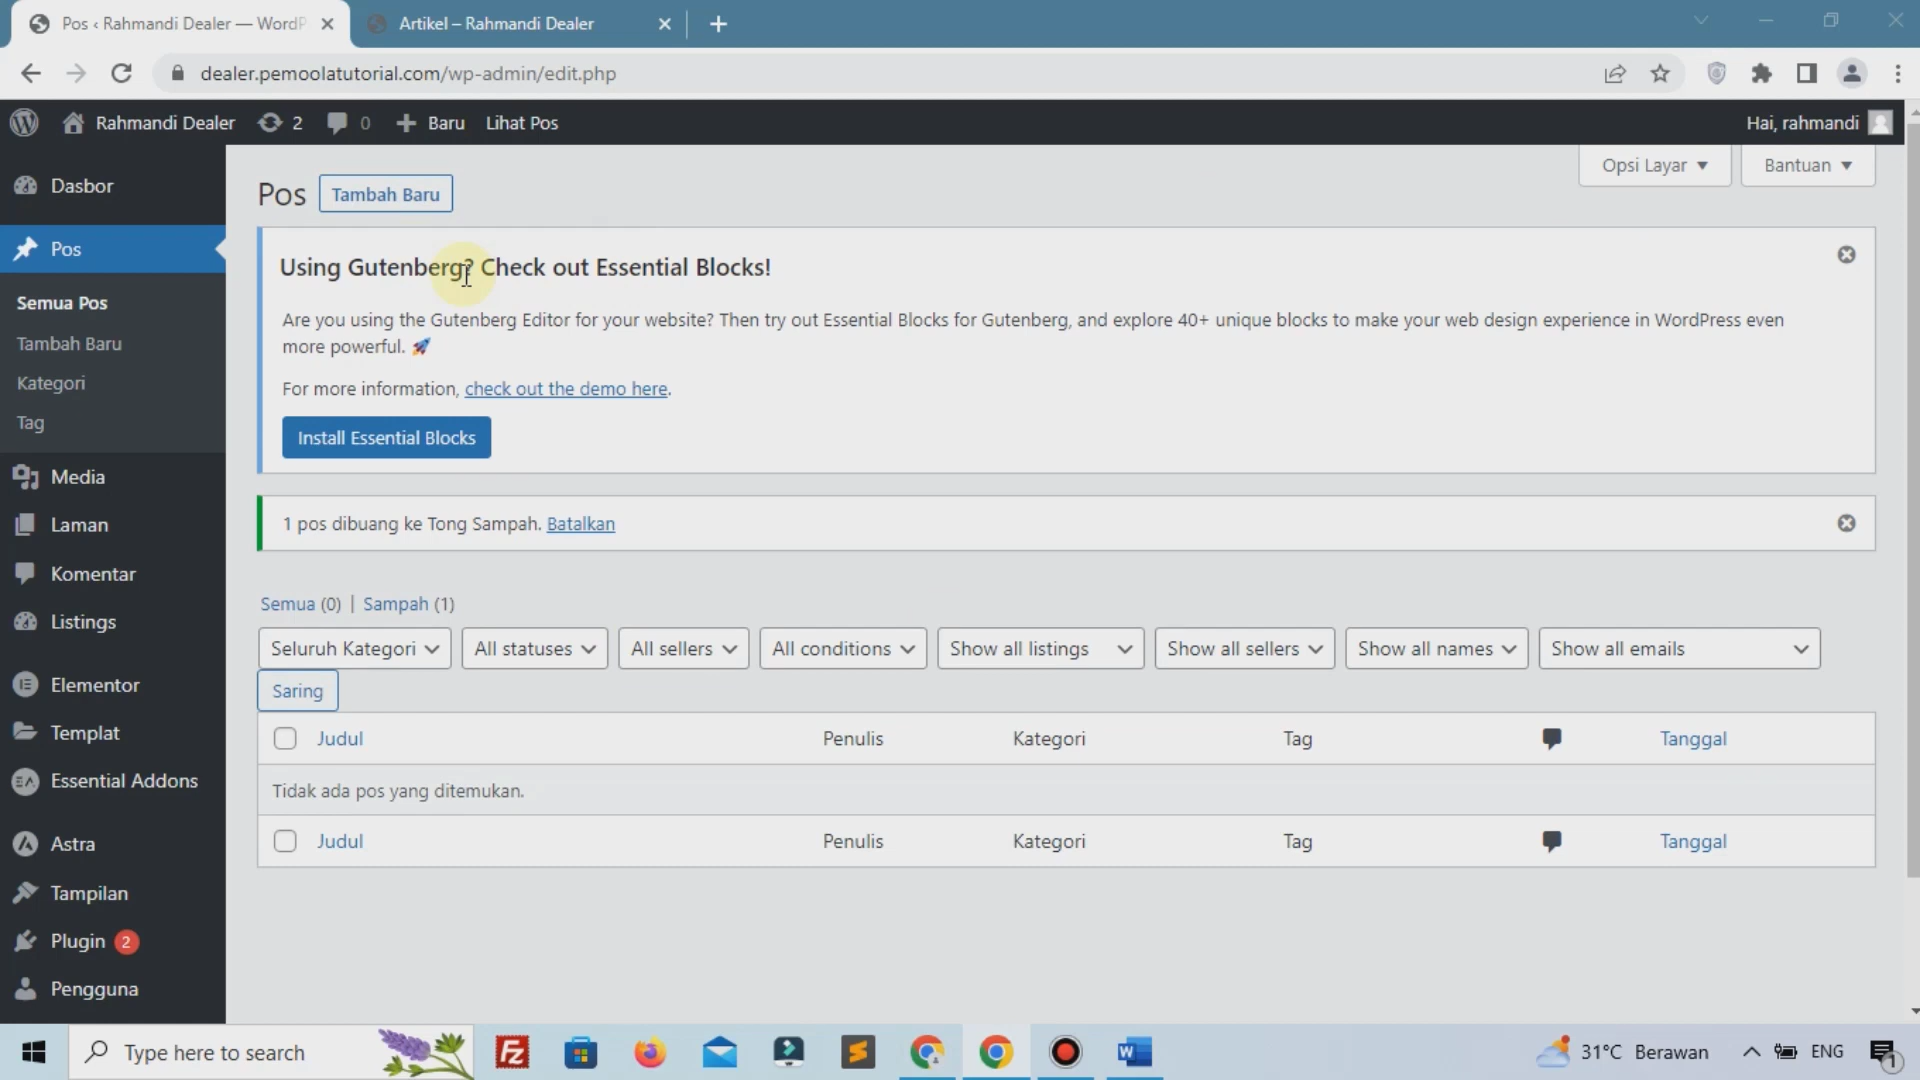 Pos ‹ Rahmandi Dealer — WordP
Artikel – Rahmandi Dealer
dealer.pemoolatutorial.com/wp-admin/edit.php
Rahmandi Dealer
2
0
Baru
Lihat Pos
Hai, rahmandi
Opsi Layar
Bantuan
Dasbor
Pos
Semua Pos
Tambah Baru
Kategori
Tag
Media
Laman
Komentar
Listings
Elementor
Templat
Essential Addons
Astra
Tampilan
Plugin 2
Pengguna
Pos
Tambah Baru
Using Gutenberg? Check out Essential Blocks!
Are you using the Gutenberg Editor for your website? Then try out Essential Blocks for Gutenberg, and explore 40+ unique blocks to make your web design experience in WordPress even
more powerful. 🚀
For more information, check out the demo here.
Install Essential Blocks
1 pos dibuang ke Tong Sampah. Batalkan
Semua (0) | Sampah (1)
Seluruh Kategori
All statuses
All sellers
All conditions
Show all listings
Show all sellers
Show all names
Show all emails
Saring
Judul Penulis Kategori Tag Tanggal
Tidak ada pos yang ditemukan.
Judul Penulis Kategori Tag Tanggal
Type here to search
31°C Berawan
ENG
1